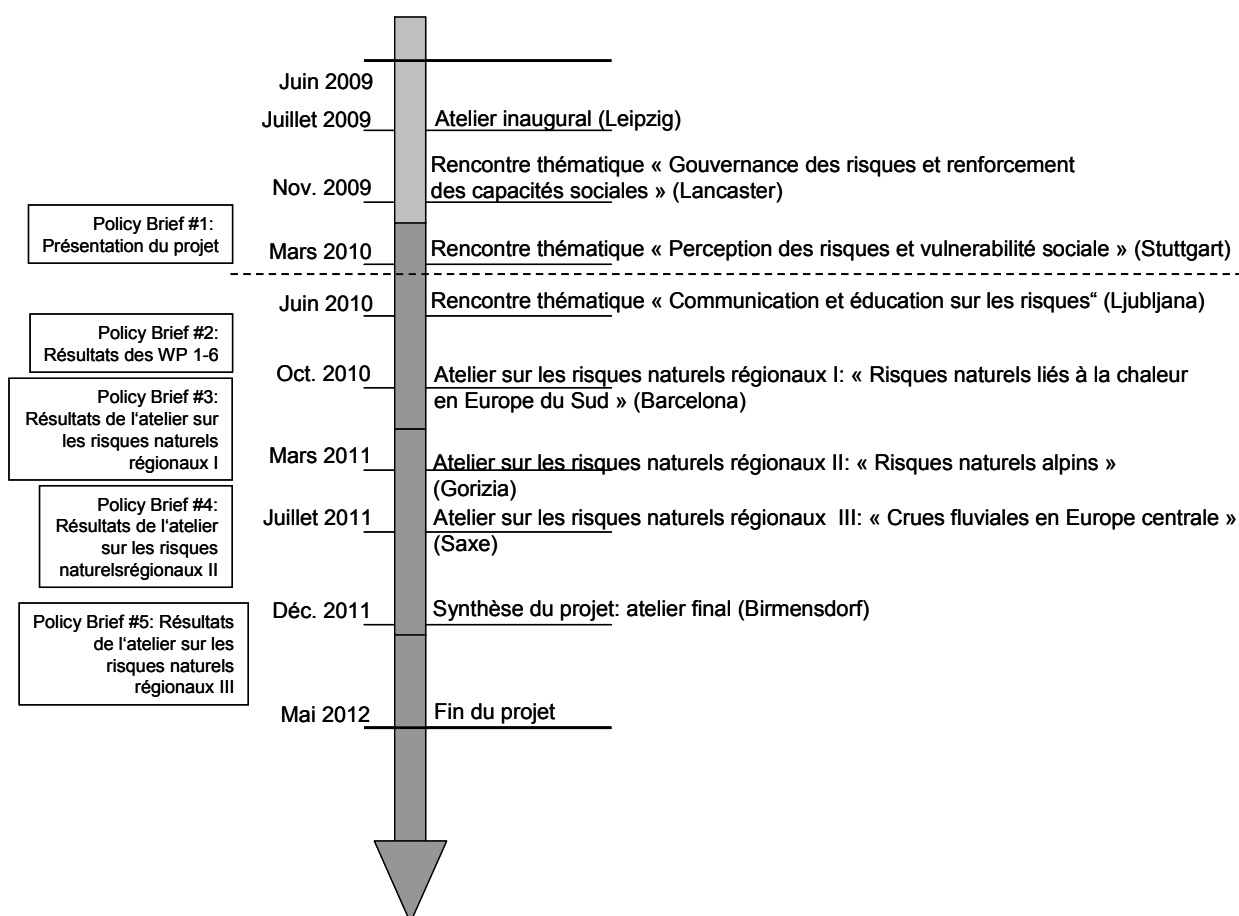 Juin 2009
Juillet 2009
Atelier inaugural (Leipzig)
Nov. 2009
Rencontre thématique « Gouvernance des risques et renforcement
des capacités sociales » (Lancaster)
Policy Brief #1:
Présentation du projet
Mars 2010
Rencontre thématique « Perception des risques et vulnerabilité sociale » (Stuttgart)
Juin 2010
Rencontre thématique « Communication et éducation sur les risques“ (Ljubljana)
Policy Brief #2:
Résultats des WP 1-6
Oct. 2010
Atelier sur les risques naturels régionaux I: « Risques naturels liés à la chaleur
en Europe du Sud » (Barcelona)
Policy Brief #3:
Résultats de l‘atelier sur
les risques naturels
régionaux I
Mars 2011
Atelier sur les risques naturels régionaux II: « Risques naturels alpins »
(Gorizia)
Policy Brief #4:
Résultats de l‘atelier
sur les risques
naturelsrégionaux II
Juillet 2011
Atelier sur les risques naturels régionaux III: « Crues fluviales en Europe centrale »
(Saxe)
Déc. 2011
Synthèse du projet: atelier final (Birmensdorf)
Policy Brief #5: Résultats
de l‘atelier sur les
risques naturels
régionaux III
Mai 2012
Fin du projet